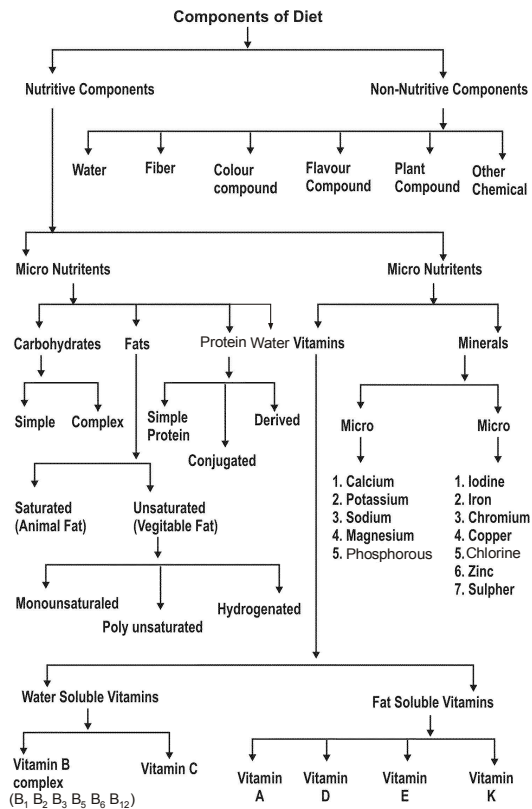 Components of Diet
Nutritive Components
Non-Nutritive Components
Water
Fiber
Colour
compound
Flavour
Compound
Plant
Compound
Other
Chemical
Micro Nutritents
Micro Nutrients
Carbohydrates
Fats
Protein
Water
Vitamins
Minerals
Simple
Complex
Simple
Protein
Conjugated
Derived
Micro
Micro
Saturated
(Animal Fat)
Unsaturated
(Vegitable Fat)
1. Calcium
2. Potassium
3. Sodium
4. Magnesium
5. Phosphorous
1. Iodine
2. Iron
3. Chromium
4. Copper
5. Chlorine
6. Zinc
7. Sulpher
Monounsaturaled
Poly unsaturated
Hydrogenated
Water Soluble Vitamins
Fat Soluble Vitamins
Vitamin B
complex
(B₁ B₂ B₃ B₅ B₆ B₁₂)
Vitamin C
Vitamin
A
Vitamin
D
Vitamin
E
Vitamin
K